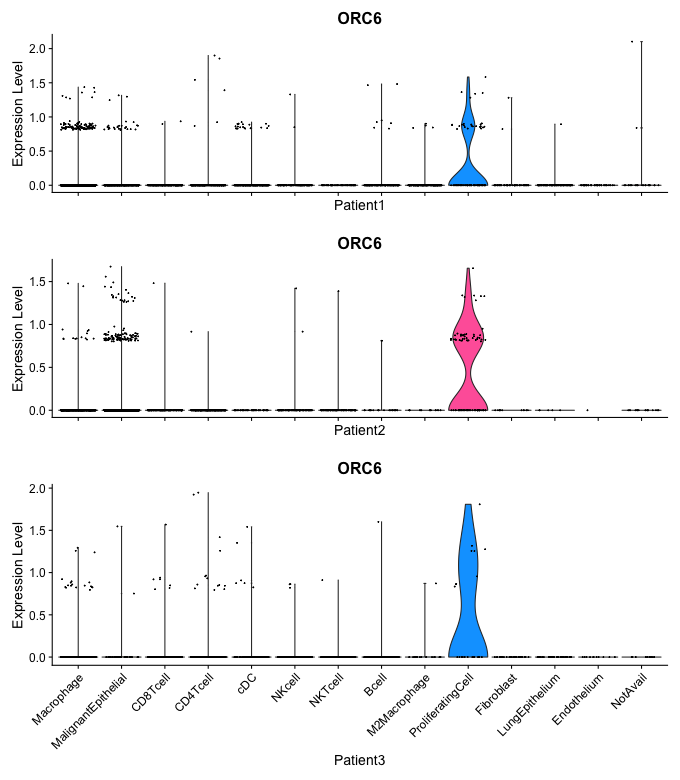 ORC6
Expression Level
2.0
1.5
1.0
0.5
0.0
Patient1
ORC6
Expression Level
1.5
1.0
0.5
0.0
Patient2
ORC6
Expression Level
2.0
1.5
1.0
0.5
0.0
Macrophage
MalignantEpithelial
CD8Tcell
CD4Tcell
cDC
NKcell
NKTcell
Bcell
M2Macrophage
ProliferatingCell
Fibroblast
LungEpithelium
Endothelium
NotAvail
Patient3